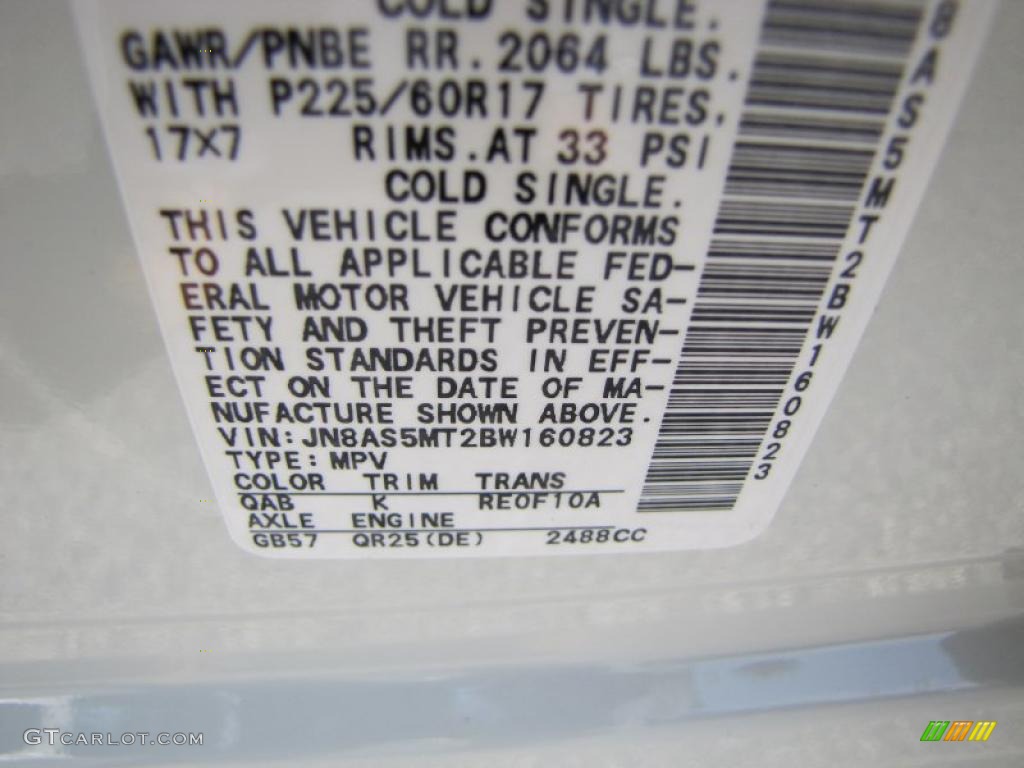 COLD SINGLE.
GAWR/PNBE RR. 2064 LBS.
WITH P225/60R17 TIRES.
17X7 RIMS. AT 33 PSI
COLD SINGLE.
THIS VEHICLE CONFORMS
TO ALL APPLICABLE FED-
ERAL MOTOR VEHICLE SA-
FETY AND THEFT PREVEN-
TION STANDARDS IN EFF-
ECT ON THE DATE OF MA-
NUFACTURE SHOWN ABOVE.
VIN: JN8AS5MT2BW160823
TYPE: MPV
COLOR TRIM TRANS
QAB K RE0F10A
AXLE ENGINE
GB57 QR25(DE) 2488CC
8AS5MT2BW160823
GTCARLOT.COM